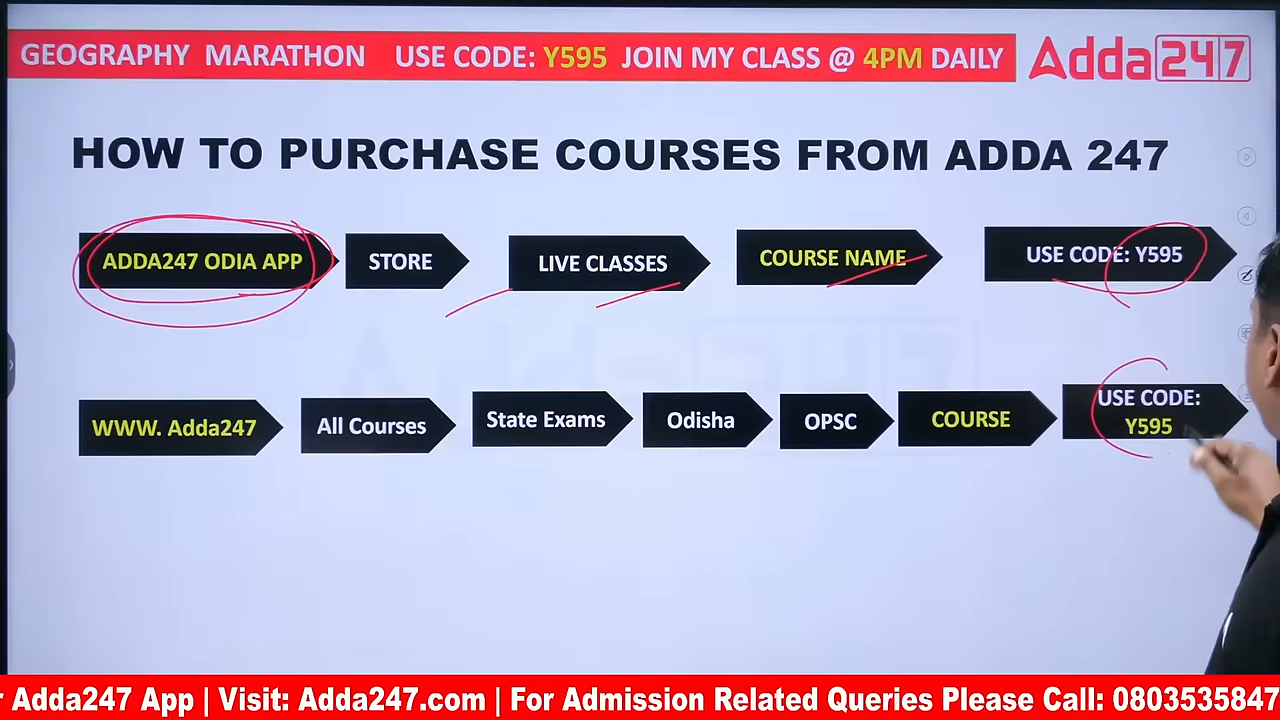 GEOGRAPHY MARATHON USE CODE: Y595 JOIN MY CLASS @ 4PM DAILY
Adda247
HOW TO PURCHASE COURSES FROM ADDA 247
ADDA247 ODIA APP
STORE
LIVE CLASSES
COURSE NAME
USE CODE: Y595
WWW. Adda247
All Courses
State Exams
Odisha
OPSC
COURSE
USE CODE:
Y595
Adda247 App | Visit: Adda247.com | For Admission Related Queries Please Call: 0803535847